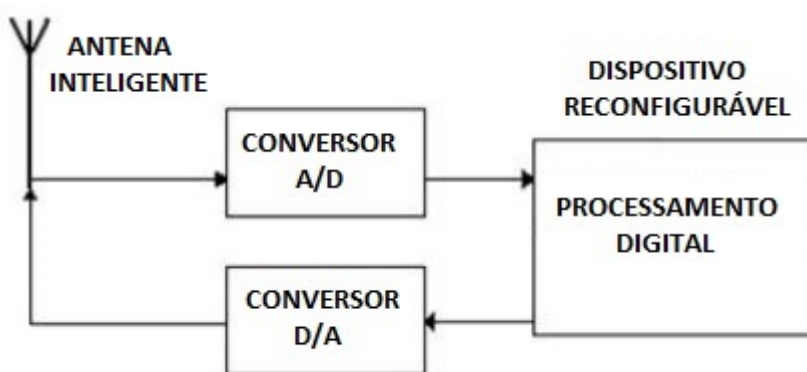 ANTENA
INTELIGENTE
CONVERSOR
A/D
DISPOSITIVO
RECONFIGURÁVEL
PROCESSAMENTO
DIGITAL
CONVERSOR
D/A